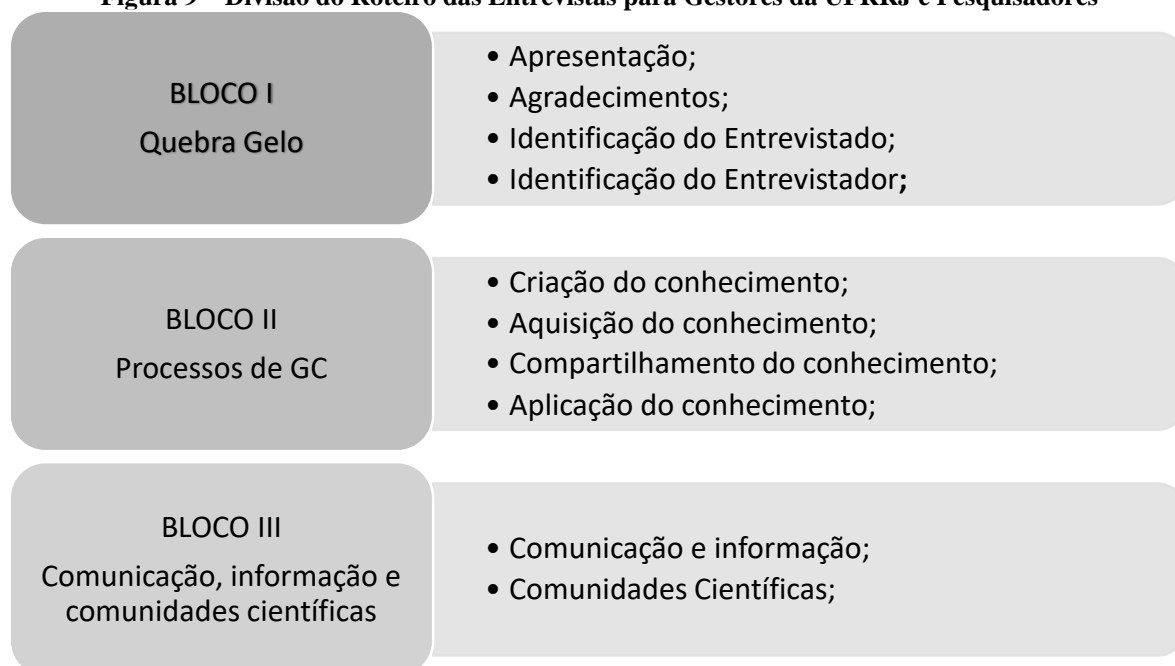 Figura 9 – Divisão do Roteiro das Entrevistas para Gestores da UFRRJ e Pesquisadores
BLOCO I
Quebra Gelo
• Apresentação;
• Agradecimentos;
• Identificação do Entrevistado;
• Identificação do Entrevistador;
BLOCO II
Processos de GC
• Criação do conhecimento;
• Aquisição do conhecimento;
• Compartilhamento do conhecimento;
• Aplicação do conhecimento;
BLOCO III
Comunicação, informação e
comunidades científicas
• Comunicação e informação;
• Comunidades Científicas;